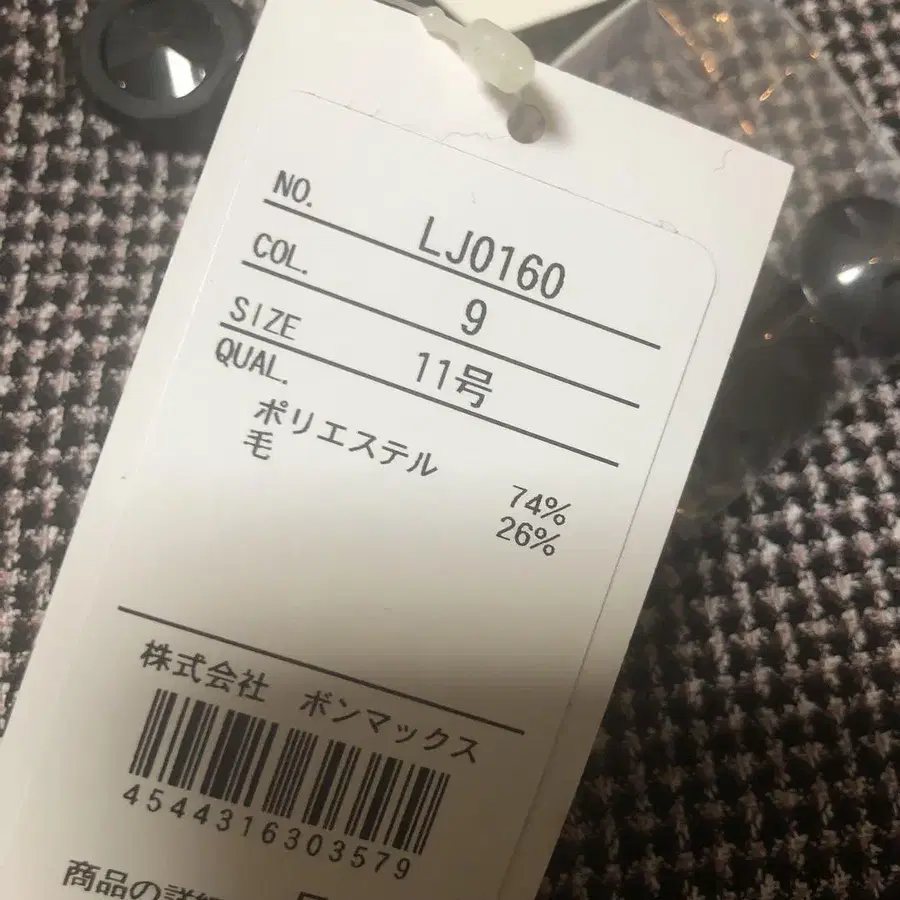 NO. LJ0160
COL. 9
SIZE 11号
QUAL.
ポリエステル 74%
毛 26%
株式会社 ボンマックス
4544316303579
商品の詳細